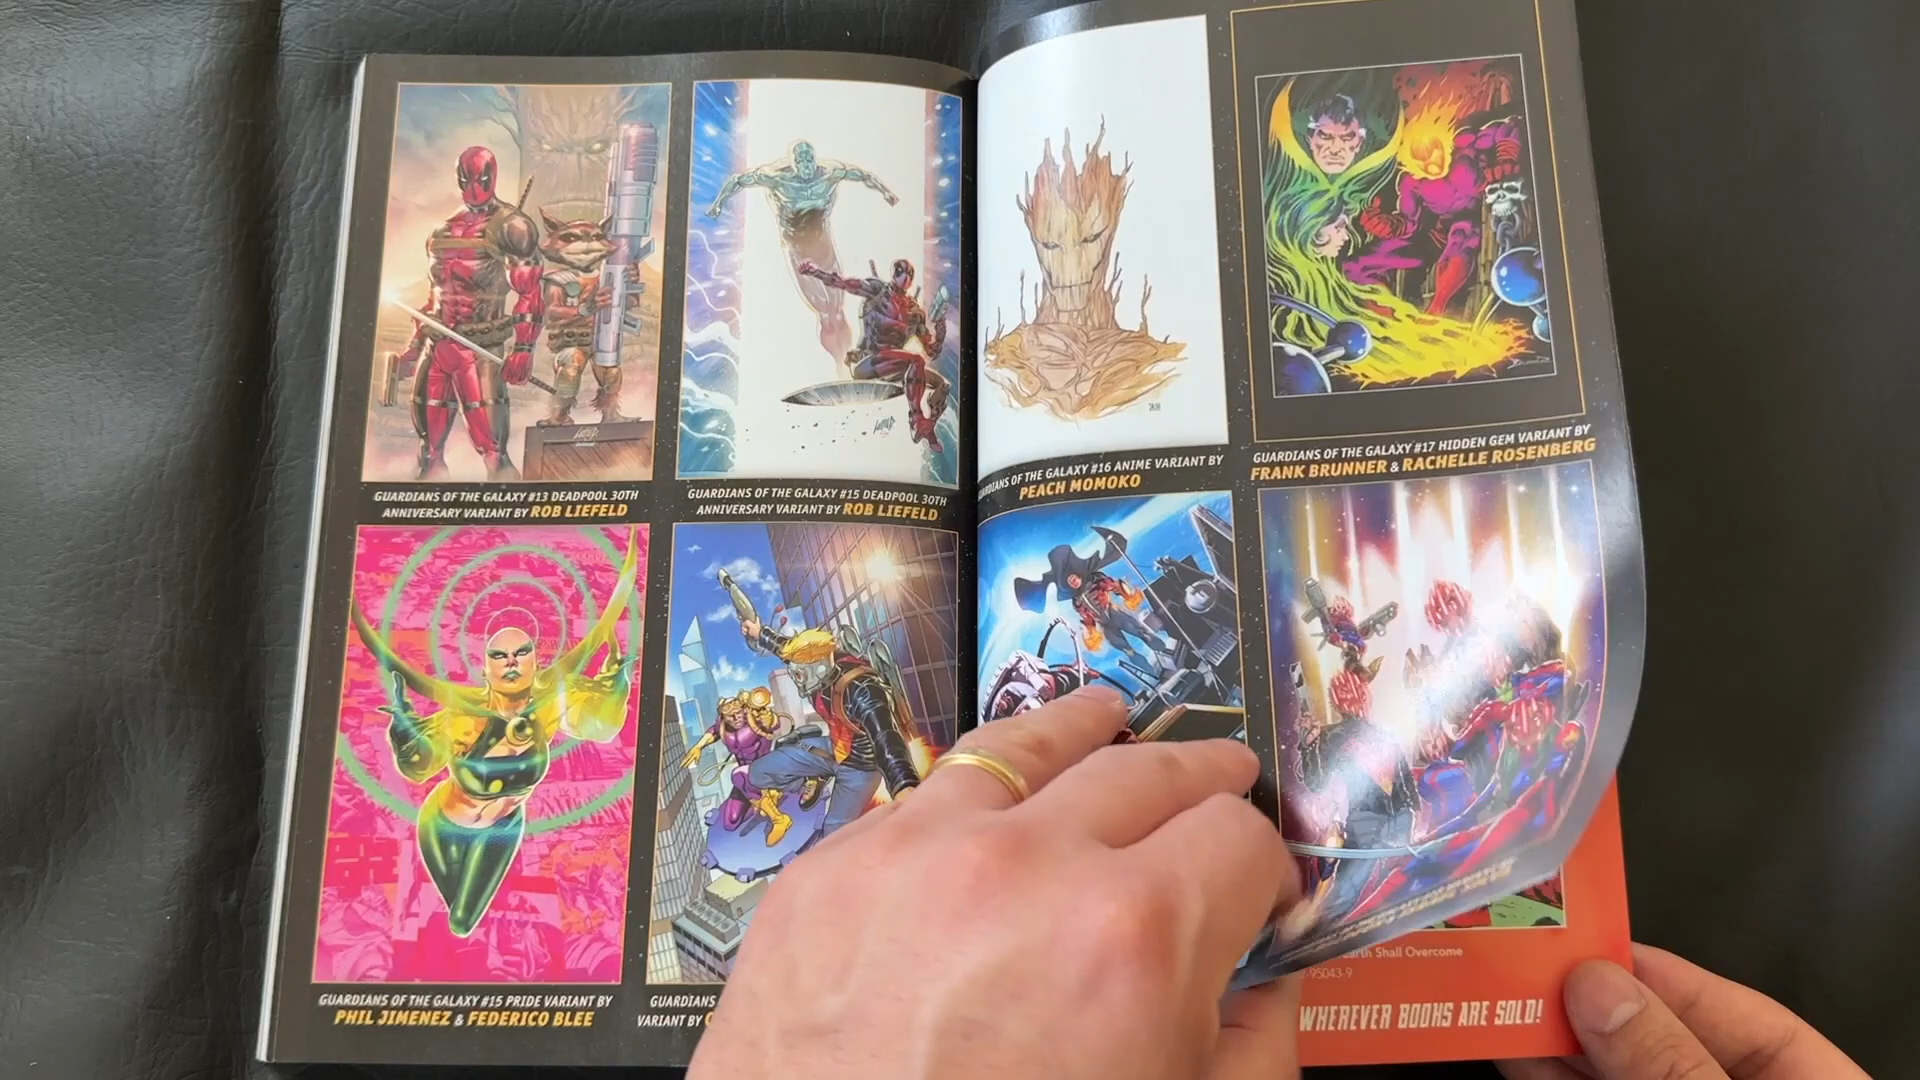 GUARDIANS OF THE GALAXY #13 DEADPOOL 30TH
ANNIVERSARY VARIANT BY ROB LIEFELD
GUARDIANS OF THE GALAXY #15 DEADPOOL 30TH
ANNIVERSARY VARIANT BY ROB LIEFELD
GUARDIANS OF THE GALAXY #16 ANIME VARIANT BY
PEACH MOMOKO
GUARDIANS OF THE GALAXY #17 HIDDEN GEM VARIANT BY
FRANK BRUNNER & RACHELLE ROSENBERG
GUARDIANS OF THE GALAXY #15 PRIDE VARIANT BY
PHIL JIMENEZ & FEDERICO BLEE
GUARDIANS
VARIANT BY
Earth Shall Overcome
2-95043-9
WHEREVER BOOKS ARE SOLD!